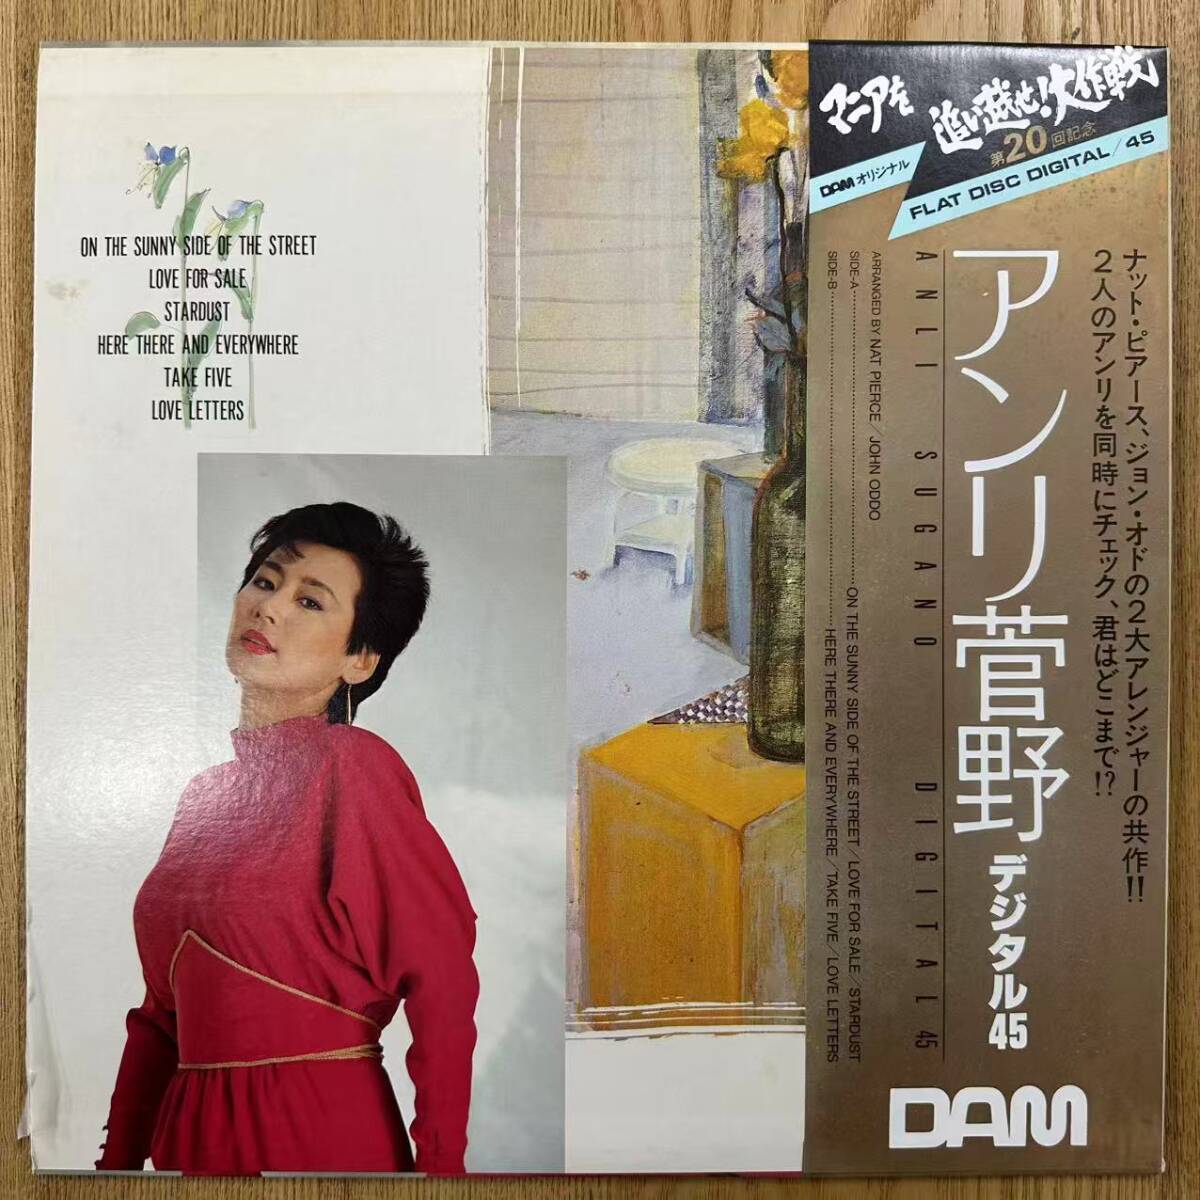 ON THE SUNNY SIDE OF THE STREET
LOVE FOR SALE
STARDUST
HERE THERE AND EVERYWHERE
TAKE FIVE
LOVE LETTERS
マニアを
追い越せ!大作戦
第20回記念
DAMオリジナル
FLAT DISC DIGITAL/45
ナット・ピアース、ジョン・オドの2大アレンジャーの共作!!
2人のアンリを同時にチェック、君はどこまで!?
アンリ菅野 デジタル45
ANLI SUGANO DIGITAL 45
ARRANGED BY NAT PIERCE/JOHN ODDO
SIDE-A……ON THE SUNNY SIDE OF THE STREET/LOVE FOR SALE/STARDUST
SIDE-B……HERE THERE AND EVERYWHERE/TAKE FIVE/LOVE LETTERS
DAM